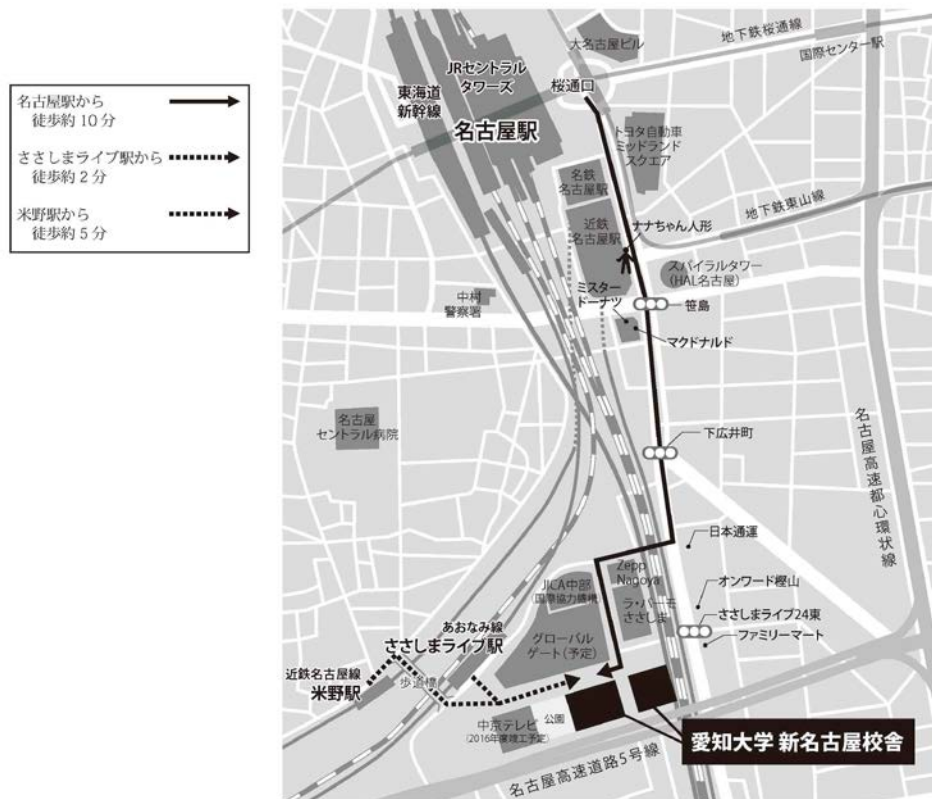 名古屋駅から
徒歩約10分
ささしまライブ駅から
徒歩約2分
米野駅から
徒歩約5分
大名古屋ビル
地下鉄桜通線
国際センター駅
JRセントラル
タワーズ
東海道
新幹線
桜通口
名古屋駅
トヨタ自動車
ミッドランド
スクエア
名鉄
名古屋駅
地下鉄東山線
近鉄
名古屋駅
ナナちゃん人形
スパイラルタワー
(HAL名古屋)
ミスター
ドーナツ
笹島
中村
警察署
マクドナルド
名古屋
セントラル病院
下広井町
名古屋高速都心環状線
日本通運
Zepp
Nagoya
JICA中部
(国際協力機構)
オンワード樫山
ラ・バーモ
ささしま
ささしまライブ24東
ファミリーマート
あおなみ線
ささしまライブ駅
グローバル
ゲート(予定)
近鉄名古屋線
米野駅
歩道橋
公園
中京テレビ
(2016年度竣工予定)
愛知大学 新名古屋校舎
名古屋高速道路5号線